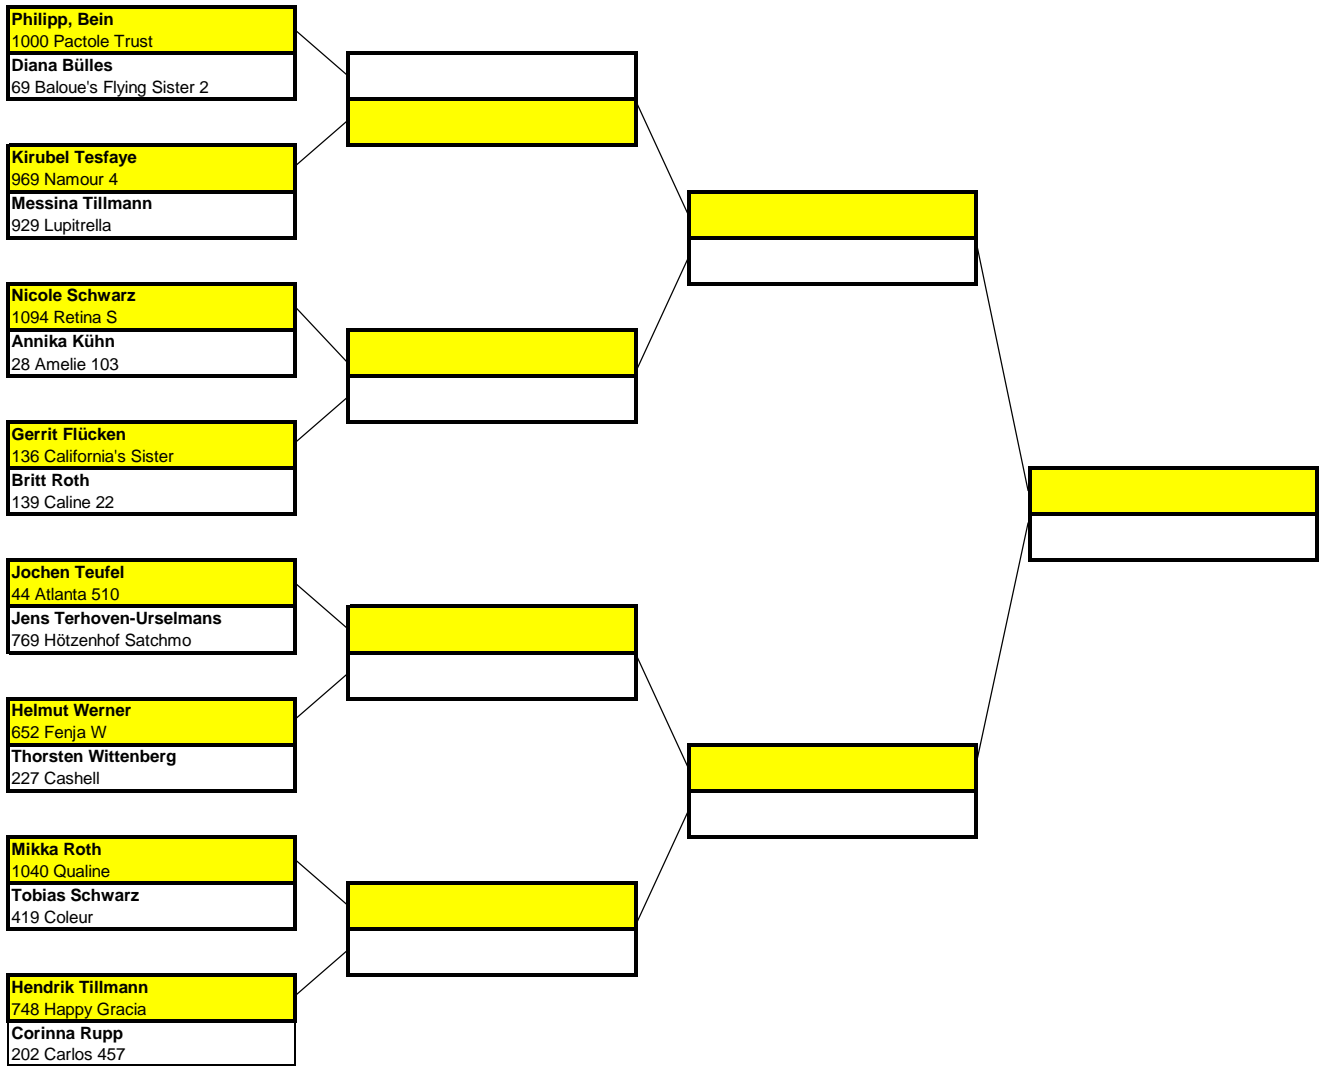 Philipp, Bein
1000 Pactole Trust
Diana Bülles
69 Baloue's Flying Sister 2
Kirubel Tesfaye
969 Namour 4
Messina Tillmann
929 Lupitrella
Nicole Schwarz
1094 Retina S
Annika Kühn
28 Amelie 103
Gerrit Flücken
136 California's Sister
Britt Roth
139 Caline 22
Jochen Teufel
44 Atlanta 510
Jens Terhoven-Urselmans
769 Hötzenhof Satchmo
Helmut Werner
652 Fenja W
Thorsten Wittenberg
227 Cashell
Mikka Roth
1040 Qualine
Tobias Schwarz
419 Coleur
Hendrik Tillmann
748 Happy Gracia
Corinna Rupp
202 Carlos 457